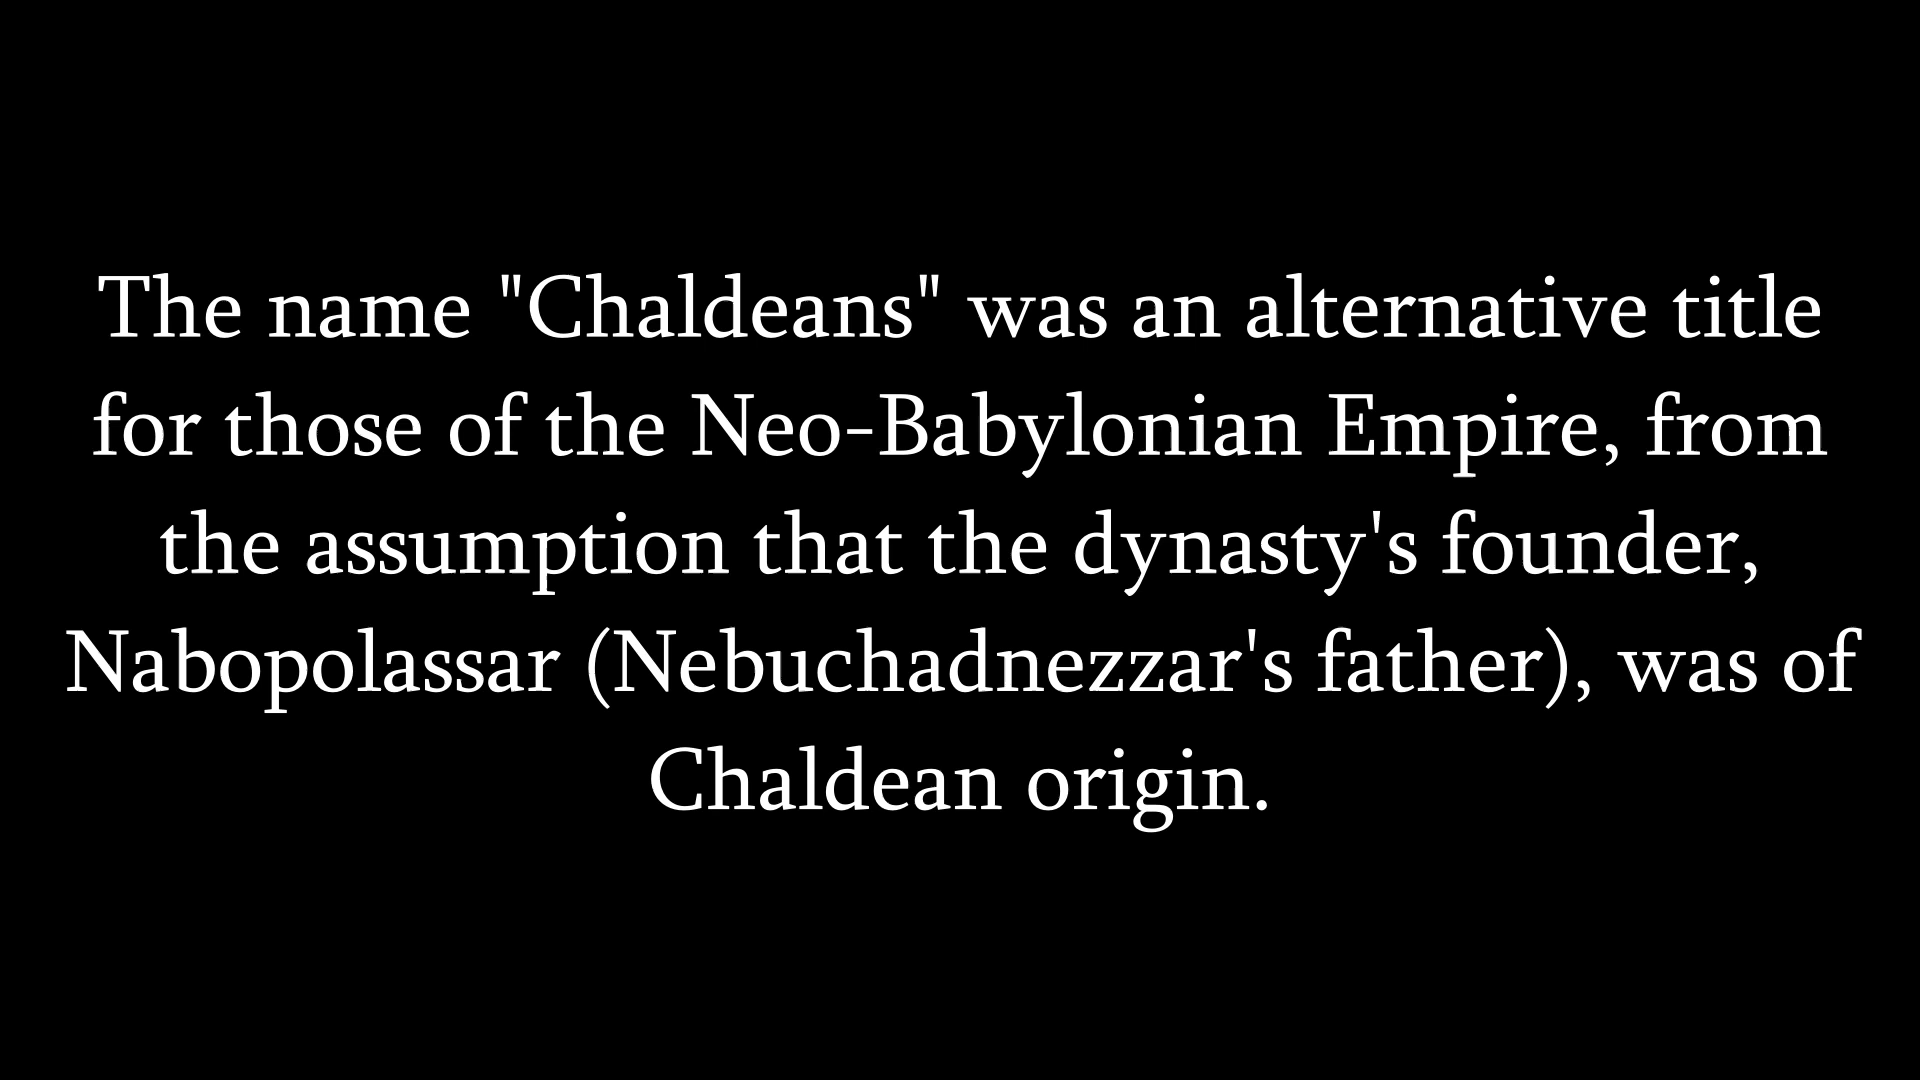 The name "Chaldeans" was an alternative title
for those of the Neo-Babylonian Empire, from
the assumption that the dynasty's founder,
Nabopolassar (Nebuchadnezzar's father), was of
Chaldean origin.